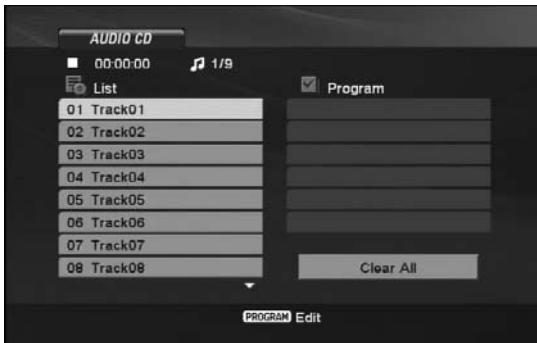 AUDIO CD
00:00:00 1/9
List
Program
01 Track01
02 Track02
03 Track03
04 Track04
05 Track05
06 Track06
07 Track07
08 Track08
Clear All
PROGRAM Edit